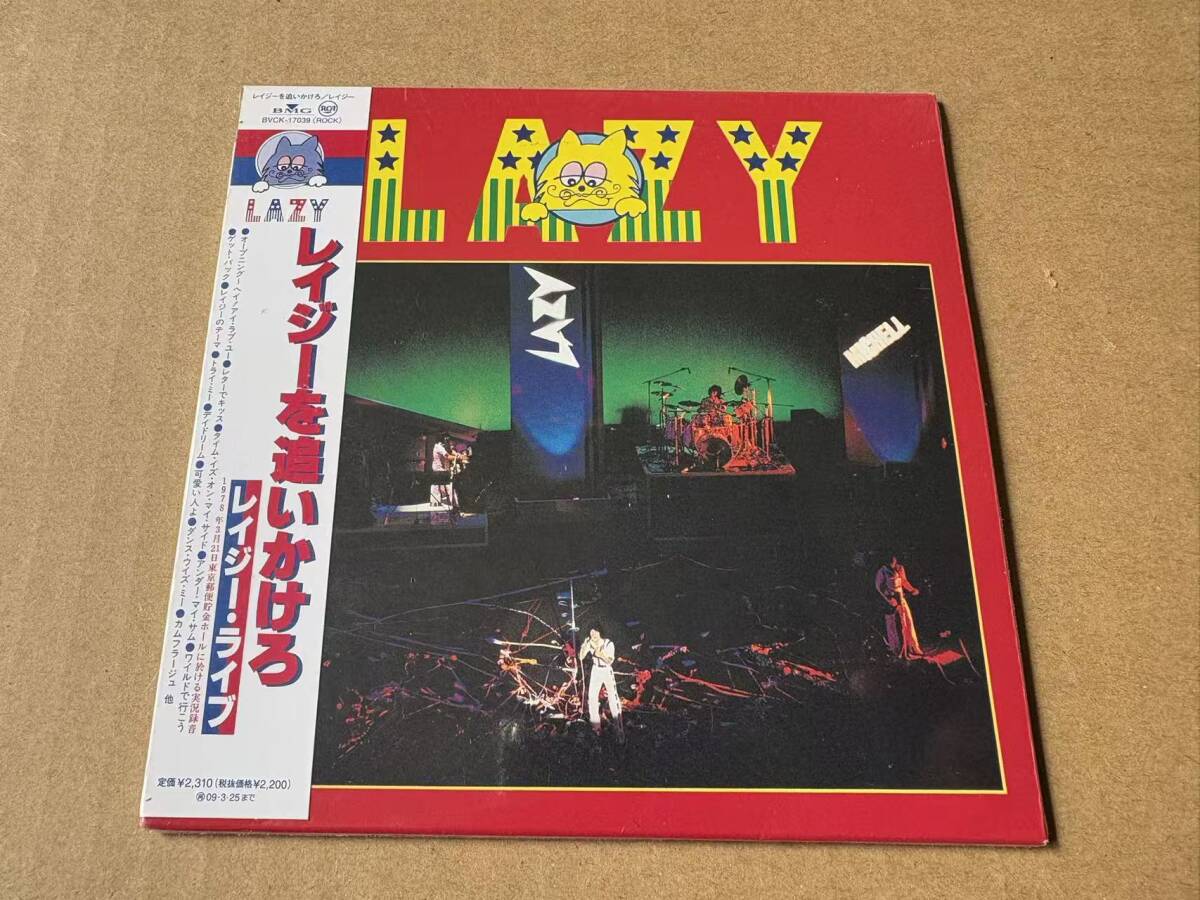 レイジーを追いかけろ/レイジー
BMG RCA
BVCK-17039 (ROCK)
LAZY
レイジーを追いかけろ
レイジー・ライブ
1978年3月21日東京郵便貯金ホールに於ける実況録音
●オープニング〜ヘイ!アイ・ラブ・ユー●レターでキッス●タイム・イズ・オン・マイ・サイド●アンダー・マイ・サム●ワイルドで行こう
●ゲット・バック●レイジーのテーマ●トライ・ミー●デイドリーム●可愛い人よ●ダンス・ウイズ・ミー●カムフラージュ 他
定価¥2,310(税抜価格¥2,200)
09・3・25まで
LAZY
LAZY